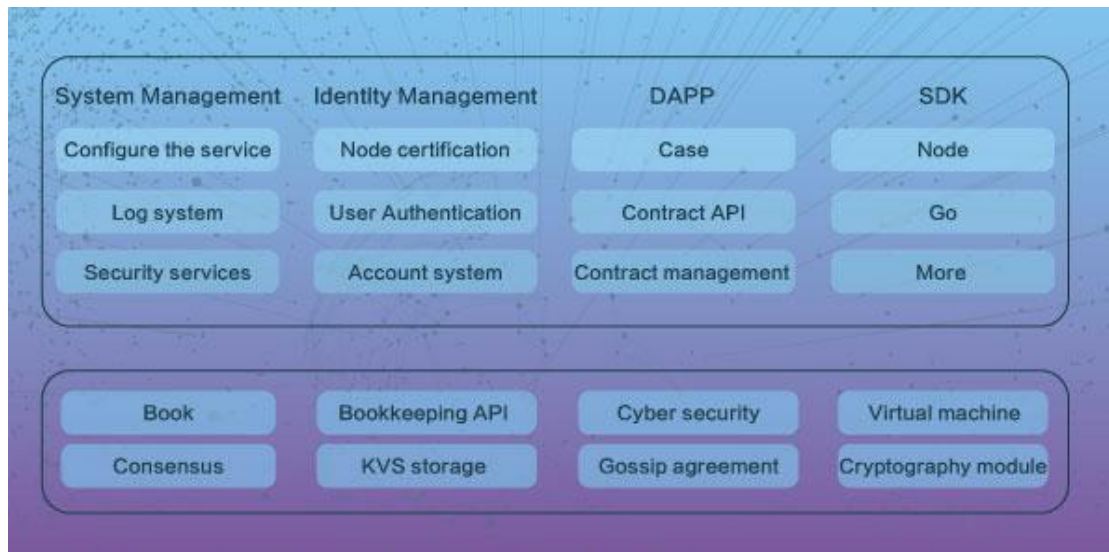 System Management Identity Management DAPP SDK
Configure the service Node certification Case Node
Log system User Authentication Contract API Go
Security services Account system Contract management More
Book Bookkeeping API Cyber security Virtual machine
Consensus KVS storage Gossip agreement Cryptography module